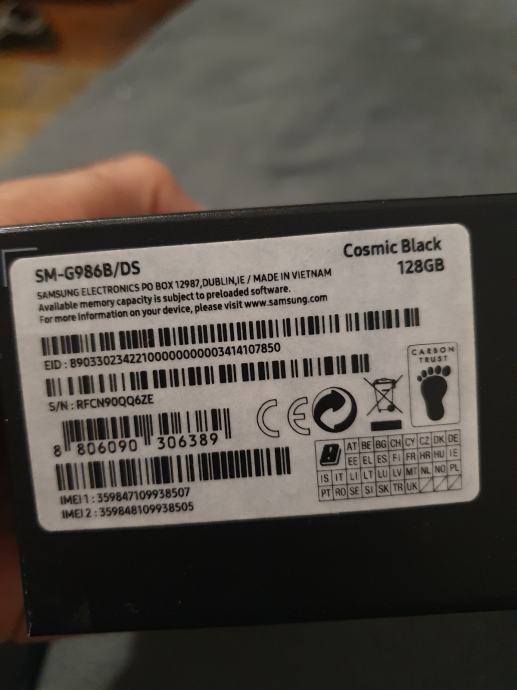 SM-G986B/DS
Cosmic Black
128GB
SAMSUNG ELECTRONICS PO BOX 12987,DUBLIN,IE / MADE IN VIETNAM
Available memory capacity is subject to preloaded software.
For more information on your device, please visit www.samsung.com
EID : 89033023422100000000003414107850
S/N : RFCN90QQ6ZE
CARBON
TRUST
8 806090 306389
CE
AT BE BG CH CY CZ DK DE
EE EL ES FI FR HR HU IE
IS IT LI LT LU LV MT NL NO PL
PT RO SE SI SK TR UK
IMEI 1 : 359847109938507
IMEI 2 : 359848109938505